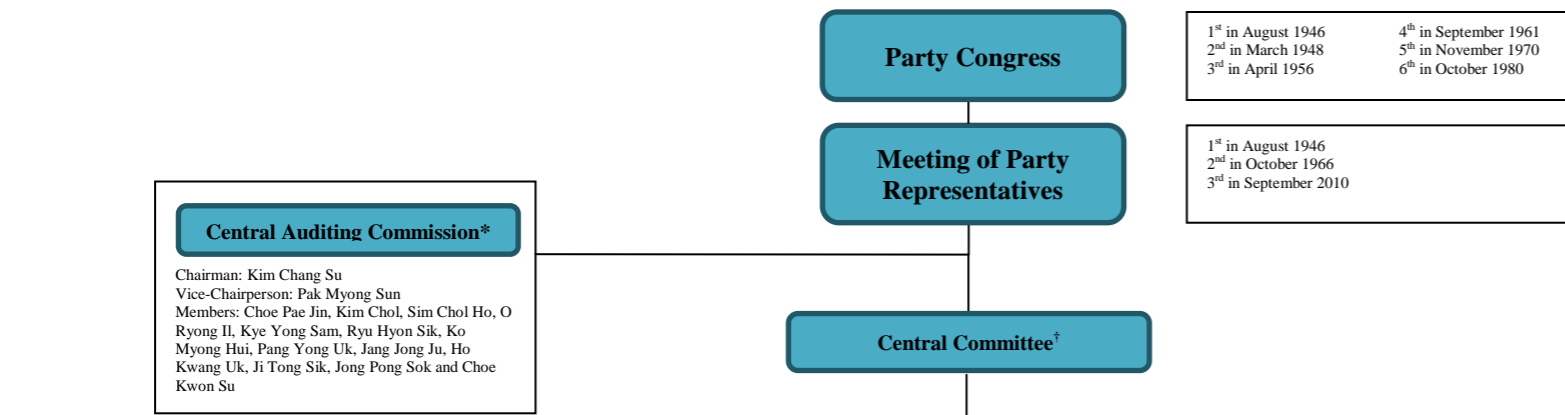 Party Congress
1st in August 1946
2nd in March 1948
3rd in April 1956
4th in September 1961
5th in November 1970
6th in October 1980
Meeting of Party
Representatives
1st in August 1946
2nd in October 1966
3rd in September 2010
Central Auditing Commission*
Chairman: Kim Chang Su
Vice-Chairperson: Pak Myong Sun
Members: Choe Pae Jin, Kim Chol, Sim Chol Ho, O
Ryong Il, Kye Yong Sam, Ryu Hyon Sik, Ko
Myong Hui, Pang Yong Uk, Jang Jong Ju, Ho
Kwang Uk, Ji Tong Sik, Jong Pong Sok and Choe
Kwon Su
Central Committee†